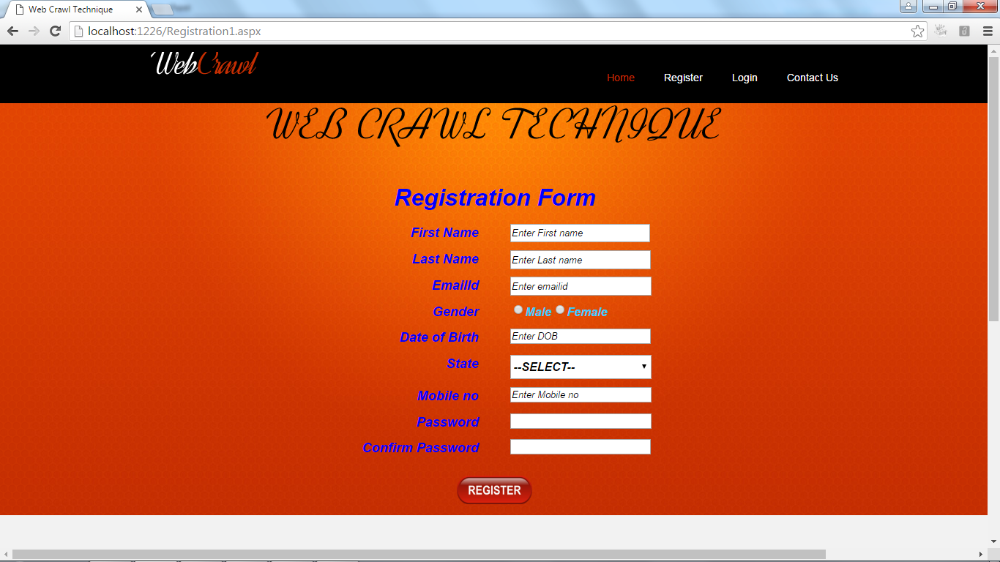 Web Crawl Technique
localhost:1226/Registration1.aspx
WebCrawl
Home Register Login Contact Us
WEB CRAWL TECHNIQUE
Registration Form
First Name Enter First name
Last Name Enter Last name
EmailId Enter emailid
Gender Male Female
Date of Birth Enter DOB
State --SELECT--
Mobile no Enter Mobile no
Password
Confirm Password
REGISTER